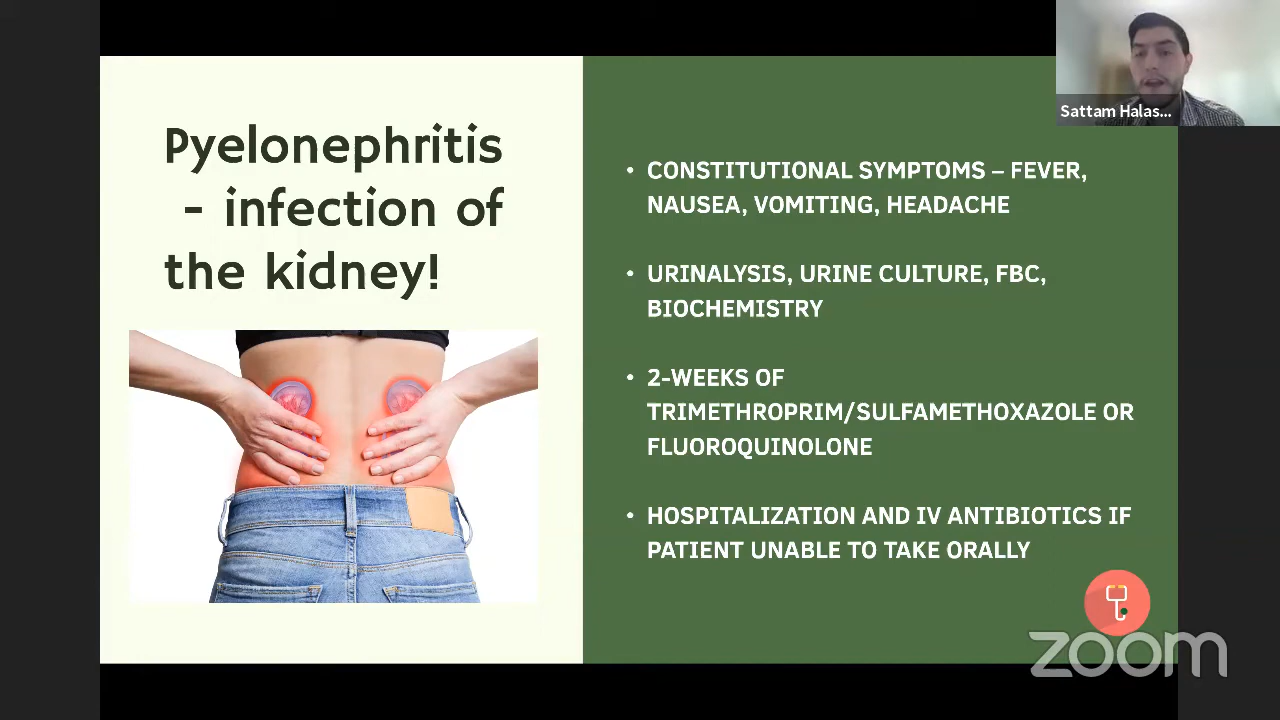 Pyelonephritis
- infection of
the kidney!
Sattam Halas...
• CONSTITUTIONAL SYMPTOMS – FEVER,
NAUSEA, VOMITING, HEADACHE
• URINALYSIS, URINE CULTURE, FBC,
BIOCHEMISTRY
• 2-WEEKS OF
TRIMETHROPRIM/SULFAMETHOXAZOLE OR
FLUOROQUINOLONE
• HOSPITALIZATION AND IV ANTIBIOTICS IF
PATIENT UNABLE TO TAKE ORALLY
zoom